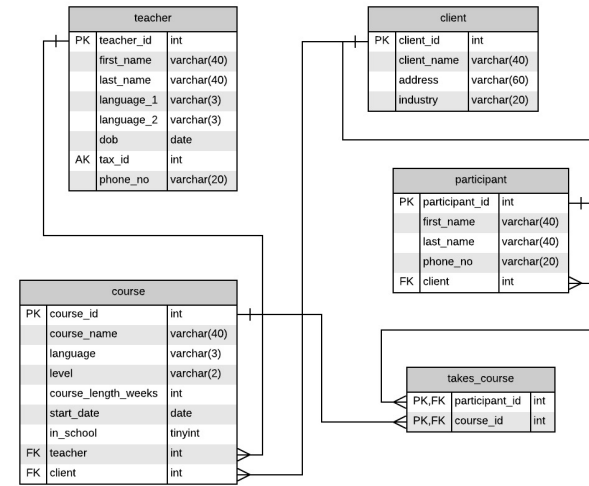 teacher
PK teacher_id int
first_name varchar(40)
last_name varchar(40)
language_1 varchar(3)
language_2 varchar(3)
dob date
AK tax_id int
phone_no varchar(20)
client
PK client_id int
client_name varchar(40)
address varchar(60)
industry varchar(20)
participant
PK participant_id int
first_name varchar(40)
last_name varchar(40)
phone_no varchar(20)
FK client int
course
PK course_id int
course_name varchar(40)
language varchar(3)
level varchar(2)
course_length_weeks int
start_date date
in_school tinyint
FK teacher int
FK client int
takes_course
PK,FK participant_id int
PK,FK course_id int